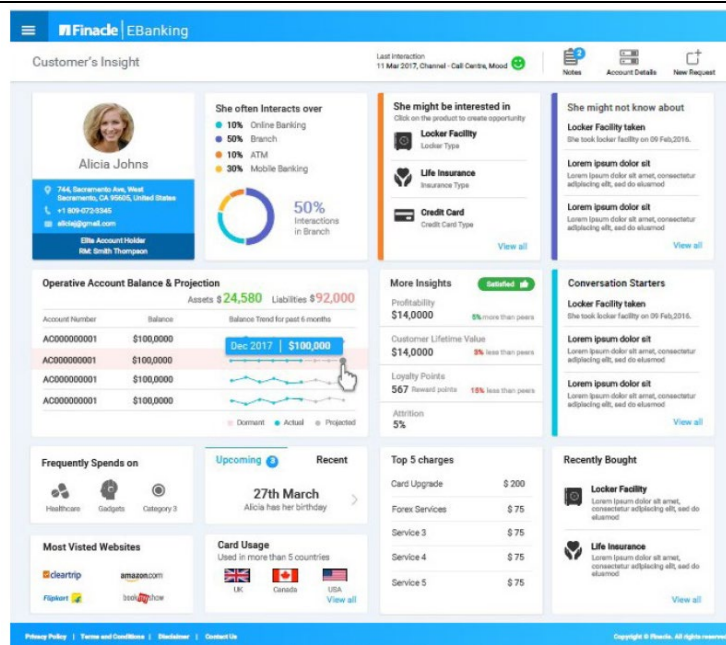 Finacle | EBanking
Customer's Insight
Last interaction
11 Mar 2017, Channel - Call Centre, Mood
2
Notes
Account Details
New Request
Alicia Johns
744, Sacramento Ave, West
Sacramento, CA 95605, United States
+1 809-072-9345
aliciej@gmail.com
Elite Account Holder
RM: Smith Thompson
She often Interacts over
10% Online Banking
50% Branch
10% ATM
30% Mobile Banking
50%
Interactions
in Branch
She might be interested in
Click on the product to create opportunity
Locker Facility
Locker Type
Life Insurance
Insurance Type
Credit Card
Credit Card Type
View all
She might not know about
Locker Facility taken
She took locker facility on 09 Feb,2016.
Lorem ipsum dolor sit
Lorem ipsum dolor sit amet, consectetur
adipiscing elit, sed do eiusmod
Lorem ipsum dolor sit
Lorem ipsum dolor sit amet, consectetur
adipiscing elit, sed do eiusmod
View all
Operative Account Balance & Projection
Assets $24,580 Liabilities $92,000
Account Number Balance Balance Trend for past 6 months
AC000000001 $100,0000
Dec 2017 | $100,000
AC000000001 $100,0000
AC000000001 $100,0000
AC000000001 $100,0000
Dormant Actual Projected
More Insights
Satisfied
Profitability
$14,0000 5% more than peers
Customer Lifetime Value
$14,0000 3% less than peers
Loyalty Points
567 Reward points 15% less than peers
Attrition
5%
Conversation Starters
Locker Facility taken
She took locker facility on 09 Feb,2016.
Lorem ipsum dolor sit
Lorem ipsum dolor sit amet, consectetur
adipiscing elit, sed do eiusmod
Lorem ipsum dolor sit
Lorem ipsum dolor sit amet, consectetur
adipiscing elit, sed do eiusmod
View all
Frequently Spends on
Healthcare
Gadgets
Category 3
Upcoming 3
Recent
27th March
Alicia has her birthday
Top 5 charges
Card Upgrade $ 200
Forex Services $ 75
Service 3 $ 75
Service 4 $ 75
Service 5 $ 75
Recently Bought
Locker Facility
Lorem ipsum dolor sit amet,
consectetur adipiscing elit, sed do
eiusmod
Life Insurance
Lorem ipsum dolor sit amet,
consectetur adipiscing elit, sed do
eiusmod
View all
Most Visted Websites
cleartrip
amazon.com
Flipkart
bookmyshow
Card Usage
Used in more than 5 countries
UK
Canada
USA
View all
Privacy Policy | Terms and Conditions | Disclaimer | Contact Us
Copyright © Finacle. All rights reserved